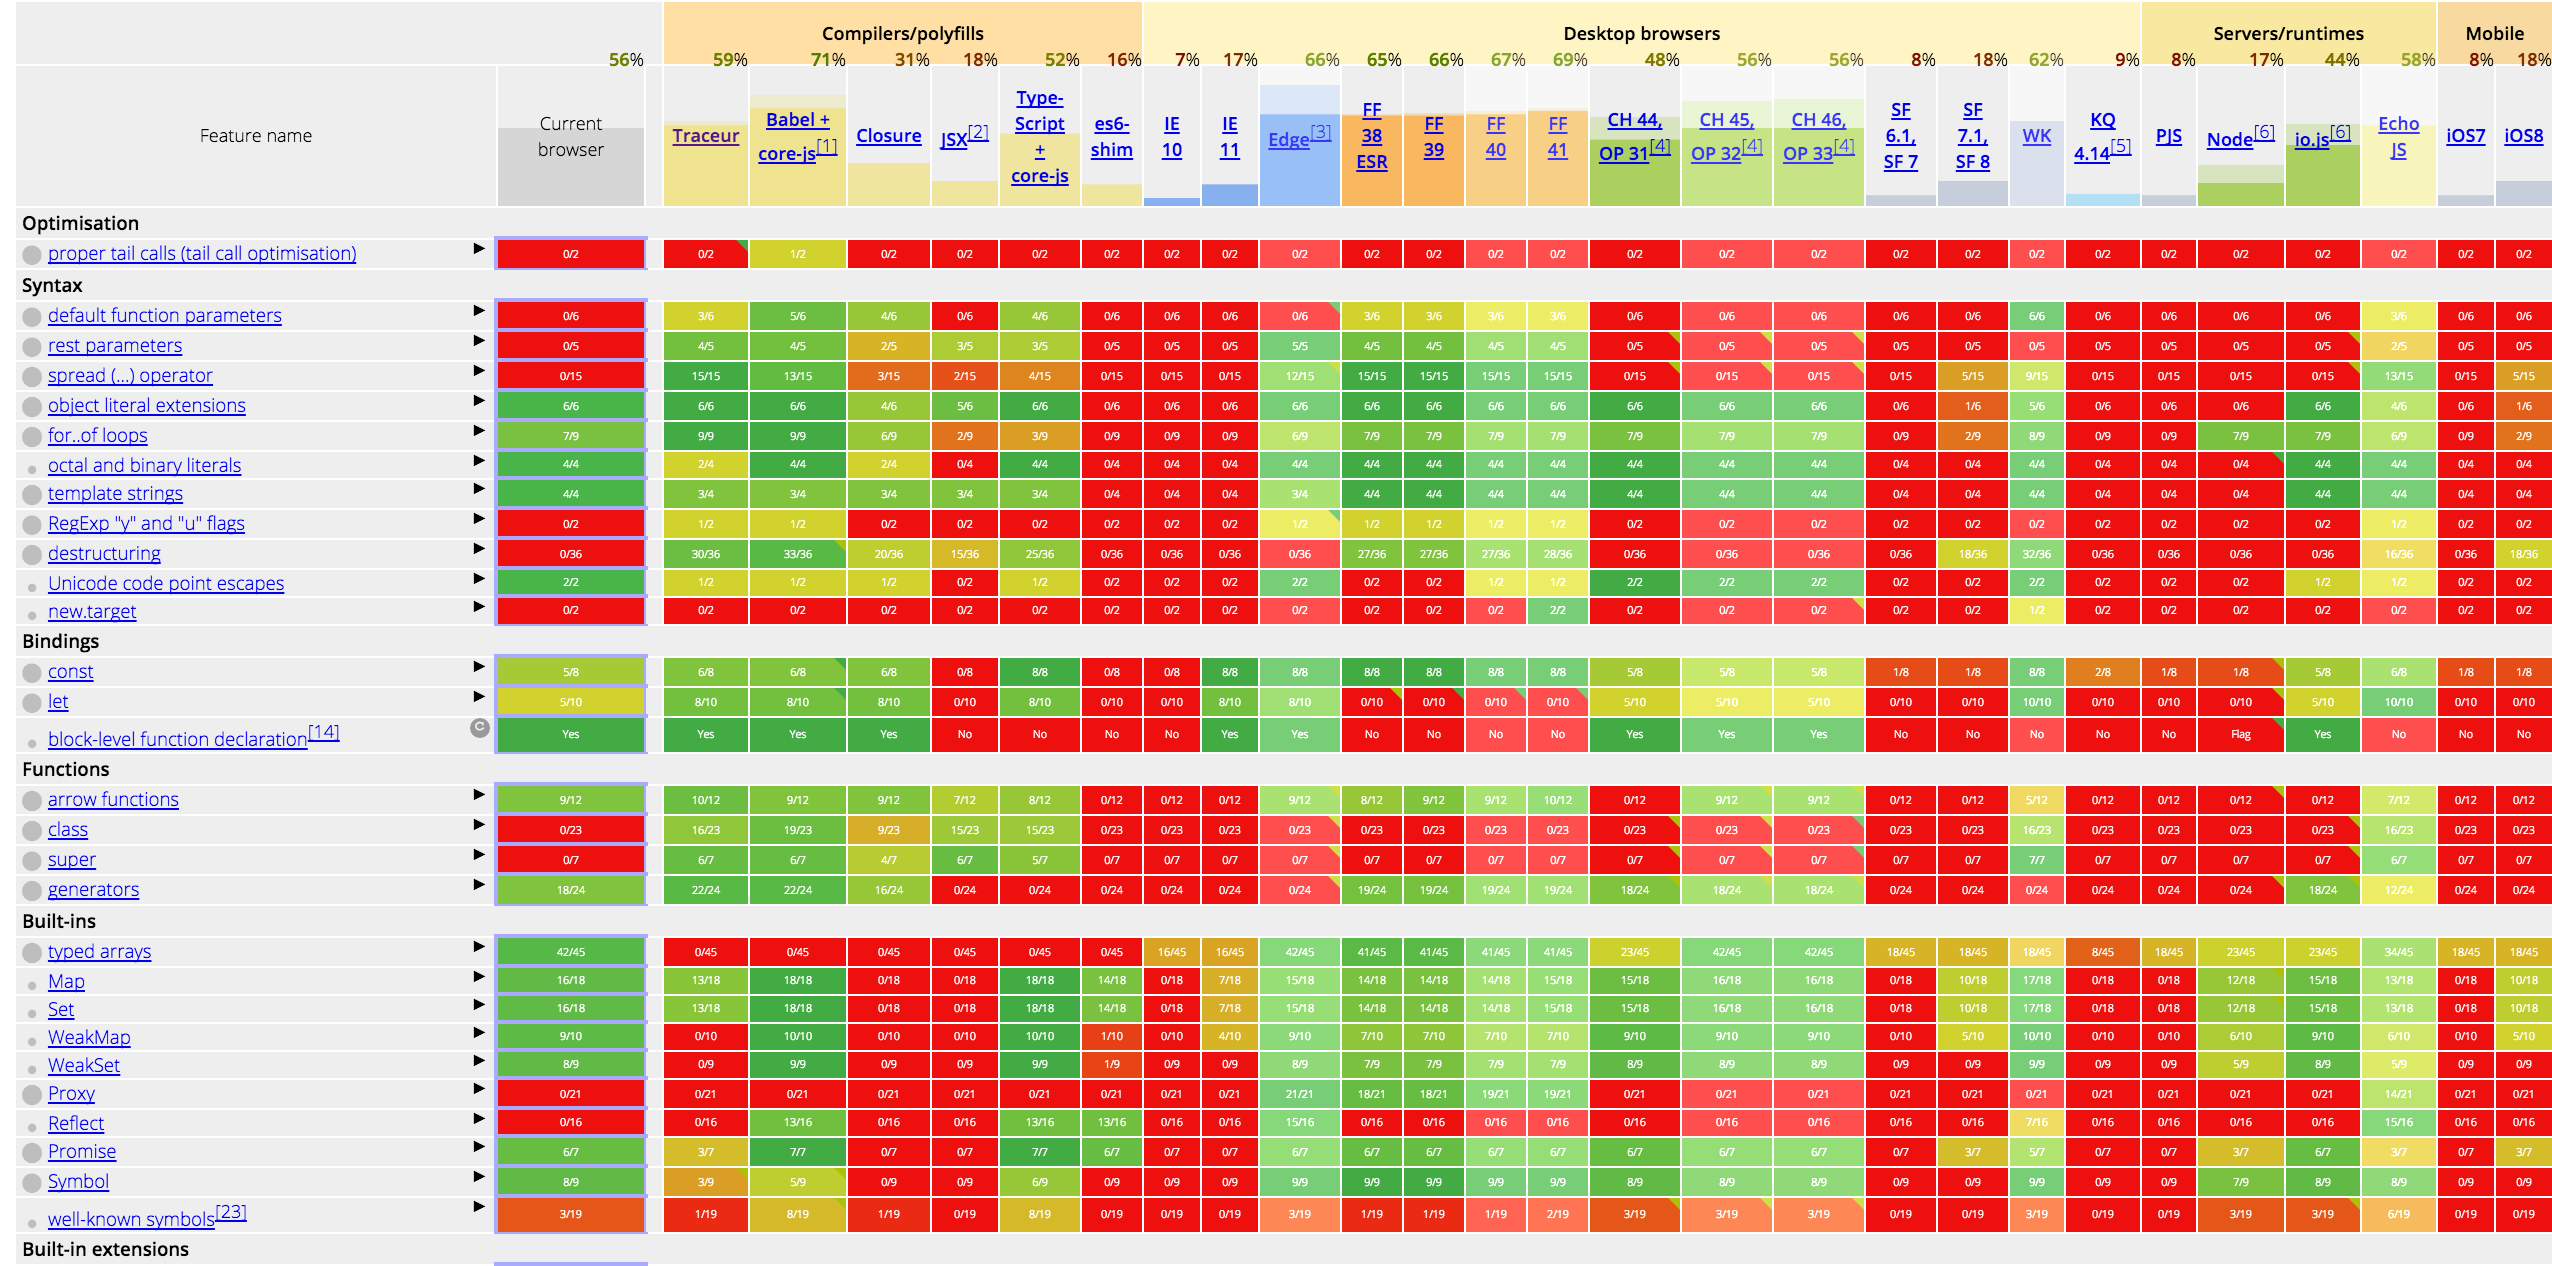 Compilers/polyfills Desktop browsers Servers/runtimes Mobile
56% 59% 71% 31% 18% 52% 16% 7% 17% 66% 65% 66% 67% 69% 48% 56% 56% 8% 18% 62% 9% 8% 17% 44% 58% 8% 18%
Feature name
Current
browser
Traceur
Babel +
core-js[1]
Closure
JSX[2]
Type-
Script
+
core-js
es6-
shim
IE
10
IE
11
Edge[3]
FF
38
ESR
FF
39
FF
40
FF
41
CH 44,
OP 31[4]
CH 45,
OP 32[4]
CH 46,
OP 33[4]
SF
6.1,
SF 7
SF
7.1,
SF 8
WK
KQ
4.14[5]
PJS
Node[6]
io.js[6]
Echo
JS
iOS7
iOS8
Optimisation
proper tail calls (tail call optimisation) 0/2 0/2 1/2 0/2 0/2 0/2 0/2 0/2 0/2 0/2 0/2 0/2 0/2 0/2 0/2 0/2 0/2 0/2 0/2 0/2 0/2 0/2 0/2 0/2 0/2 0/2 0/2
Syntax
default function parameters 0/6 3/6 5/6 4/6 0/6 4/6 0/6 0/6 0/6 0/6 3/6 3/6 3/6 3/6 0/6 0/6 0/6 0/6 0/6 6/6 0/6 0/6 0/6 0/6 3/6 0/6 0/6
rest parameters 0/5 4/5 4/5 2/5 3/5 3/5 0/5 0/5 0/5 5/5 4/5 4/5 4/5 4/5 0/5 0/5 0/5 0/5 0/5 0/5 0/5 0/5 0/5 0/5 2/5 0/5 0/5
spread (...) operator 0/15 15/15 13/15 3/15 2/15 4/15 0/15 0/15 0/15 12/15 15/15 15/15 15/15 15/15 0/15 0/15 0/15 0/15 5/15 9/15 0/15 0/15 0/15 0/15 13/15 0/15 5/15
object literal extensions 6/6 6/6 6/6 4/6 5/6 6/6 0/6 0/6 0/6 6/6 6/6 6/6 6/6 6/6 6/6 6/6 6/6 0/6 1/6 5/6 0/6 0/6 0/6 6/6 4/6 0/6 1/6
for..of loops 7/9 9/9 9/9 6/9 2/9 3/9 0/9 0/9 0/9 6/9 7/9 7/9 7/9 7/9 7/9 7/9 7/9 0/9 2/9 8/9 0/9 0/9 7/9 7/9 6/9 0/9 2/9
octal and binary literals 4/4 2/4 4/4 2/4 0/4 4/4 0/4 0/4 0/4 4/4 4/4 4/4 4/4 4/4 4/4 4/4 4/4 0/4 0/4 4/4 0/4 0/4 0/4 4/4 4/4 0/4 0/4
template strings 4/4 3/4 3/4 3/4 3/4 3/4 0/4 0/4 0/4 3/4 4/4 4/4 4/4 4/4 4/4 4/4 4/4 0/4 0/4 4/4 0/4 0/4 0/4 4/4 4/4 0/4 0/4
RegExp "y" and "u" flags 0/2 1/2 1/2 0/2 0/2 0/2 0/2 0/2 0/2 1/2 1/2 1/2 1/2 1/2 0/2 0/2 0/2 0/2 0/2 0/2 0/2 0/2 0/2 0/2 1/2 0/2 0/2
destructuring 0/36 30/36 33/36 20/36 15/36 25/36 0/36 0/36 0/36 0/36 27/36 27/36 27/36 28/36 0/36 0/36 0/36 0/36 18/36 32/36 0/36 0/36 0/36 0/36 16/36 0/36 18/36
Unicode code point escapes 2/2 1/2 1/2 1/2 0/2 1/2 0/2 0/2 0/2 2/2 0/2 0/2 1/2 1/2 2/2 2/2 2/2 0/2 0/2 2/2 0/2 0/2 0/2 1/2 1/2 0/2 0/2
new.target 0/2 0/2 0/2 0/2 0/2 0/2 0/2 0/2 0/2 0/2 0/2 0/2 0/2 2/2 0/2 0/2 0/2 0/2 0/2 1/2 0/2 0/2 0/2 0/2 0/2 0/2 0/2
Bindings
const 5/8 6/8 6/8 6/8 0/8 8/8 0/8 0/8 8/8 8/8 8/8 8/8 8/8 8/8 5/8 5/8 5/8 1/8 1/8 8/8 2/8 1/8 1/8 5/8 6/8 1/8 1/8
let 5/10 8/10 8/10 8/10 0/10 8/10 0/10 0/10 8/10 8/10 0/10 0/10 0/10 0/10 5/10 5/10 5/10 0/10 0/10 10/10 0/10 0/10 0/10 5/10 10/10 0/10 0/10
block-level function declaration[14] C Yes Yes Yes Yes No No No No Yes Yes No No No No Yes Yes Yes No No No No No Flag Yes No No No
Functions
arrow functions 9/12 10/12 9/12 9/12 7/12 8/12 0/12 0/12 0/12 9/12 8/12 9/12 9/12 10/12 0/12 9/12 9/12 0/12 0/12 5/12 0/12 0/12 0/12 0/12 7/12 0/12 0/12
class 0/23 16/23 19/23 9/23 15/23 15/23 0/23 0/23 0/23 0/23 0/23 0/23 0/23 0/23 0/23 0/23 0/23 0/23 0/23 16/23 0/23 0/23 0/23 0/23 16/23 0/23 0/23
super 0/7 6/7 6/7 4/7 6/7 5/7 0/7 0/7 0/7 0/7 0/7 0/7 0/7 0/7 0/7 0/7 0/7 0/7 0/7 7/7 0/7 0/7 0/7 0/7 6/7 0/7 0/7
generators 18/24 22/24 22/24 16/24 0/24 0/24 0/24 0/24 0/24 0/24 19/24 19/24 19/24 19/24 18/24 18/24 18/24 0/24 0/24 0/24 0/24 0/24 0/24 18/24 12/24 0/24 0/24
Built-ins
typed arrays 42/45 0/45 0/45 0/45 0/45 0/45 0/45 16/45 16/45 42/45 41/45 41/45 41/45 41/45 23/45 42/45 42/45 18/45 18/45 18/45 8/45 18/45 23/45 23/45 34/45 18/45 18/45
Map 16/18 13/18 18/18 0/18 0/18 18/18 14/18 0/18 7/18 15/18 14/18 14/18 14/18 15/18 15/18 16/18 16/18 0/18 10/18 17/18 0/18 0/18 12/18 15/18 13/18 0/18 10/18
Set 16/18 13/18 18/18 0/18 0/18 18/18 14/18 0/18 7/18 15/18 14/18 14/18 14/18 15/18 15/18 16/18 16/18 0/18 10/18 17/18 0/18 0/18 12/18 15/18 13/18 0/18 10/18
WeakMap 9/10 0/10 10/10 0/10 0/10 10/10 1/10 0/10 4/10 9/10 7/10 7/10 7/10 7/10 9/10 9/10 9/10 0/10 5/10 10/10 0/10 0/10 6/10 9/10 6/10 0/10 5/10
WeakSet 8/9 0/9 9/9 0/9 0/9 9/9 1/9 0/9 0/9 8/9 7/9 7/9 7/9 7/9 8/9 8/9 8/9 0/9 0/9 9/9 0/9 0/9 5/9 8/9 5/9 0/9 0/9
Proxy 0/21 0/21 0/21 0/21 0/21 0/21 0/21 0/21 0/21 21/21 18/21 18/21 19/21 19/21 0/21 0/21 0/21 0/21 0/21 0/21 0/21 0/21 0/21 0/21 14/21 0/21 0/21
Reflect 0/16 0/16 13/16 0/16 0/16 13/16 13/16 0/16 0/16 15/16 0/16 0/16 0/16 0/16 0/16 0/16 0/16 0/16 0/16 7/16 0/16 0/16 0/16 0/16 15/16 0/16 0/16
Promise 6/7 3/7 7/7 0/7 0/7 7/7 6/7 0/7 0/7 6/7 6/7 6/7 6/7 6/7 6/7 6/7 6/7 0/7 3/7 5/7 0/7 0/7 3/7 6/7 3/7 0/7 3/7
Symbol 8/9 3/9 5/9 0/9 0/9 6/9 0/9 0/9 0/9 9/9 9/9 9/9 9/9 9/9 8/9 8/9 8/9 0/9 0/9 9/9 0/9 0/9 7/9 8/9 8/9 0/9 0/9
well-known symbols[23] 3/19 1/19 8/19 1/19 0/19 8/19 0/19 0/19 0/19 3/19 1/19 1/19 1/19 2/19 3/19 3/19 3/19 0/19 0/19 3/19 0/19 0/19 3/19 3/19 6/19 0/19 0/19
Built-in extensions